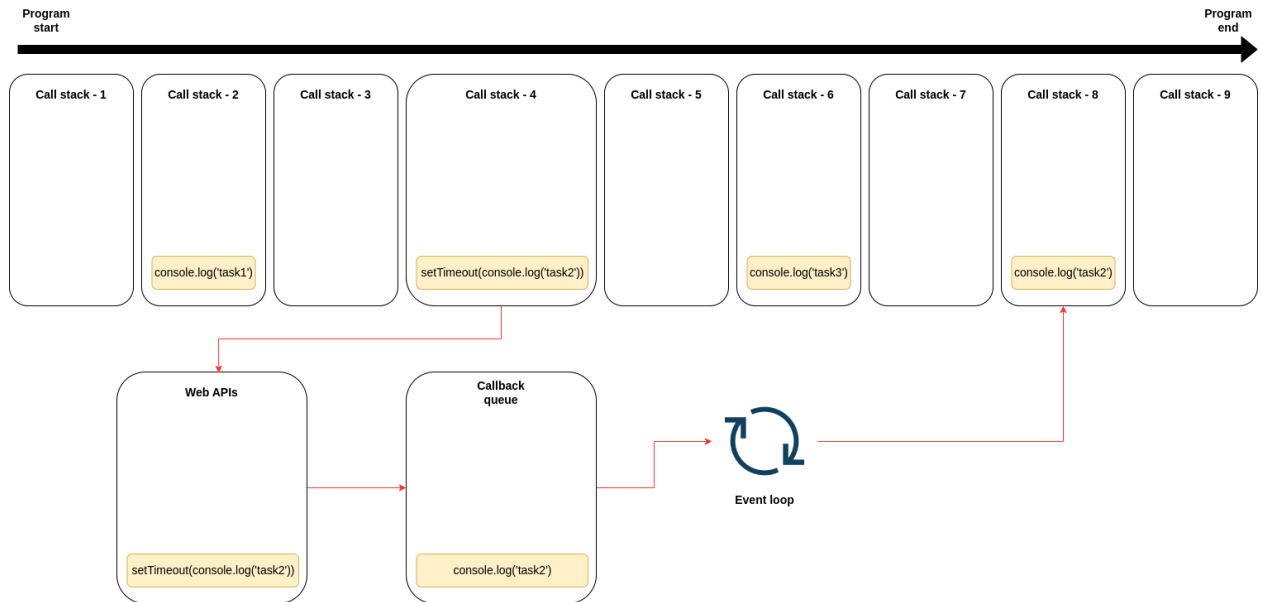 Program
start
Program
end
Call stack - 1
Call stack - 2
Call stack - 3
Call stack - 4
Call stack - 5
Call stack - 6
Call stack - 7
Call stack - 8
Call stack - 9
console.log('task1')
setTimeout(console.log('task2'))
console.log('task3')
console.log('task2')
Web APIs
Callback
queue
Event loop
setTimeout(console.log('task2'))
console.log('task2')